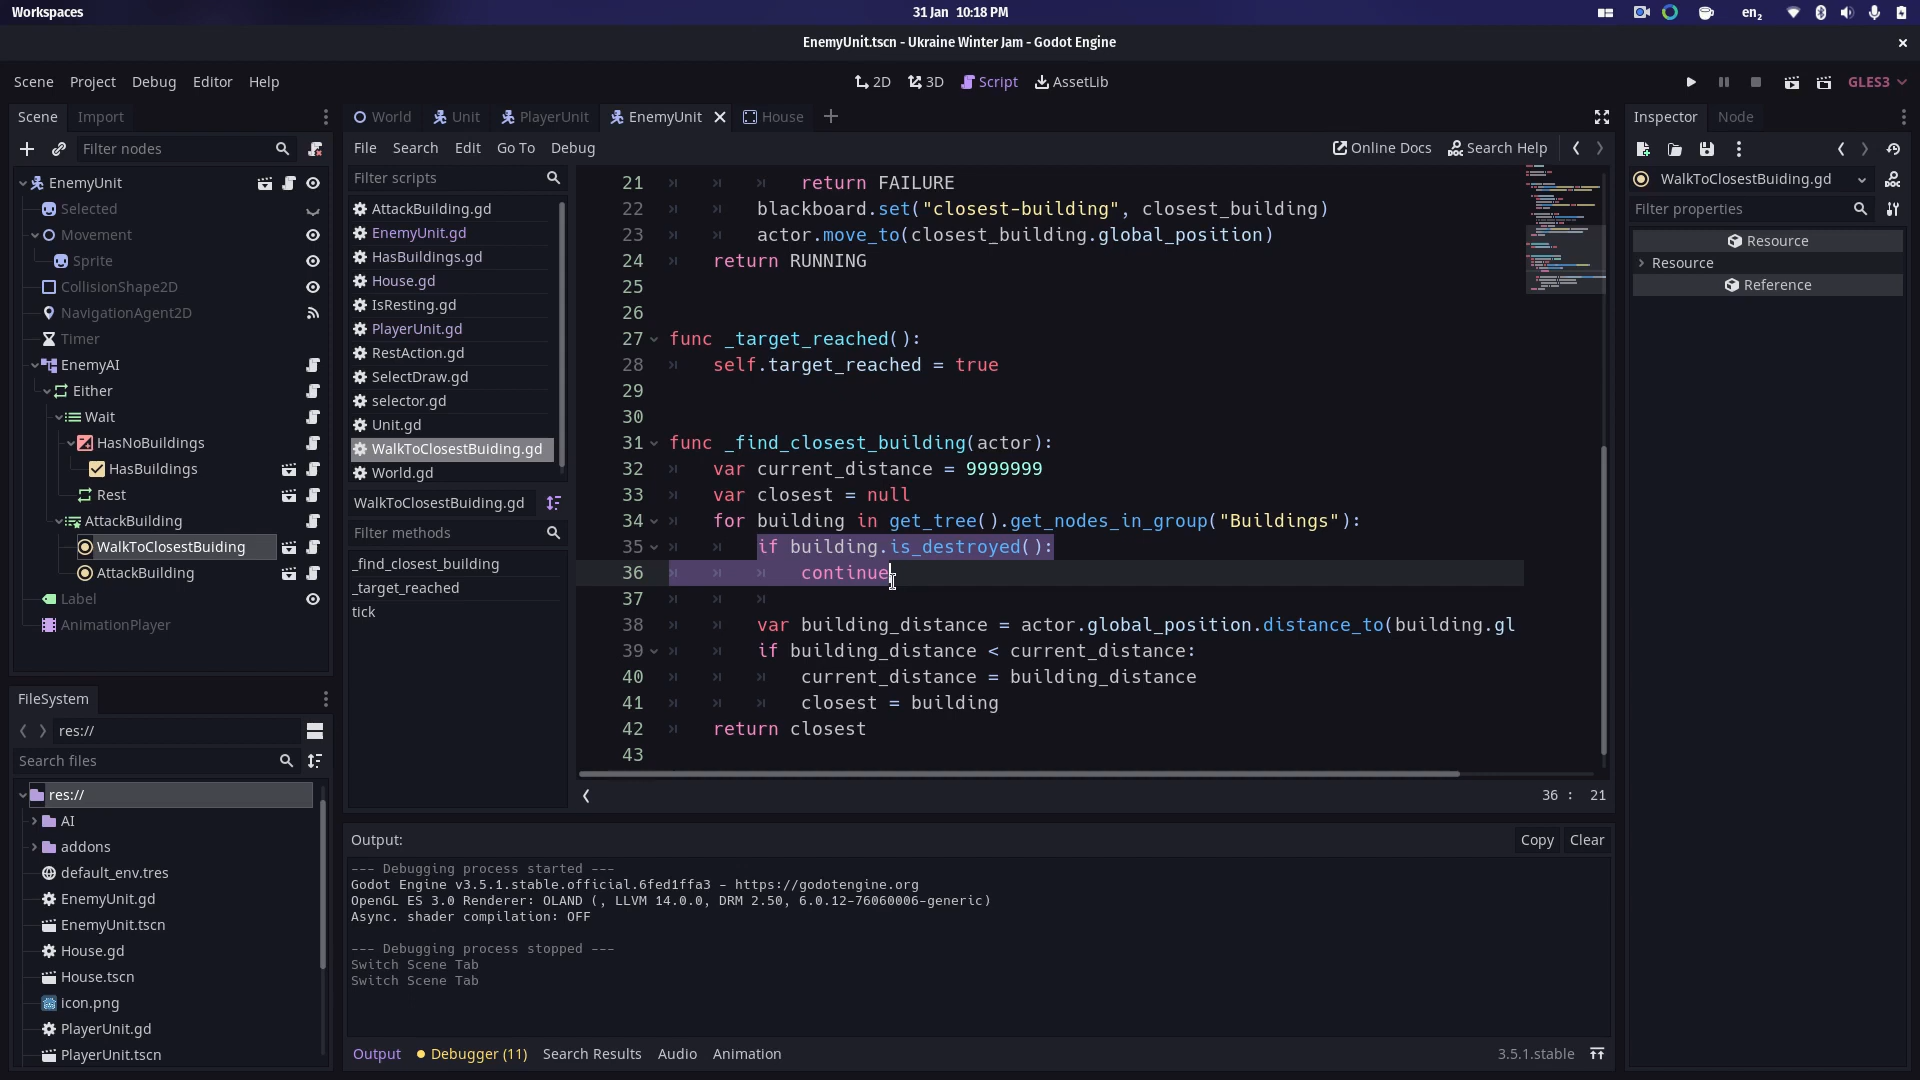 Workspaces
31 Jan 10:18 PM
en₂
EnemyUnit.tscn - Ukraine Winter Jam - Godot Engine
Scene Project Debug Editor Help
2D 3D Script AssetLib
GLES3
Scene Import
Filter nodes
EnemyUnit
Selected
Movement
Sprite
CollisionShape2D
NavigationAgent2D
Timer
EnemyAI
Either
Wait
HasNoBuildings
HasBuildings
Rest
AttackBuilding
WalkToClosestBuiding
AttackBuilding
Label
AnimationPlayer
FileSystem
res://
Search files
res://
AI
addons
default_env.tres
EnemyUnit.gd
EnemyUnit.tscn
House.gd
House.tscn
icon.png
PlayerUnit.gd
PlayerUnit.tscn
World Unit PlayerUnit EnemyUnit House
File Search Edit Go To Debug
Online Docs Search Help
Filter scripts
AttackBuilding.gd
EnemyUnit.gd
HasBuildings.gd
House.gd
IsResting.gd
PlayerUnit.gd
RestAction.gd
SelectDraw.gd
selector.gd
Unit.gd
WalkToClosestBuiding.gd
World.gd
WalkToClosestBuiding.gd
Filter methods
_find_closest_building
_target_reached
tick
21 return FAILURE
22 blackboard.set("closest-building", closest_building)
23 actor.move_to(closest_building.global_position)
24 return RUNNING
25
26
27 func _target_reached():
28 self.target_reached = true
29
30
31 func _find_closest_building(actor):
32 var current_distance = 9999999
33 var closest = null
34 for building in get_tree().get_nodes_in_group("Buildings"):
35 if building.is_destroyed():
36 continue
37
38 var building_distance = actor.global_position.distance_to(building.gl
39 if building_distance < current_distance:
40 current_distance = building_distance
41 closest = building
42 return closest
43
36 : 21
Output:
Copy Clear
--- Debugging process started ---
Godot Engine v3.5.1.stable.official.6fed1ffa3 - https://godotengine.org
OpenGL ES 3.0 Renderer: OLAND (, LLVM 14.0.0, DRM 2.50, 6.0.12-76060006-generic)
Async. shader compilation: OFF
--- Debugging process stopped ---
Switch Scene Tab
Switch Scene Tab
Output Debugger (11) Search Results Audio Animation
3.5.1.stable
Inspector Node
WalkToClosestBuiding.gd
Filter properties
Resource
Resource
Reference